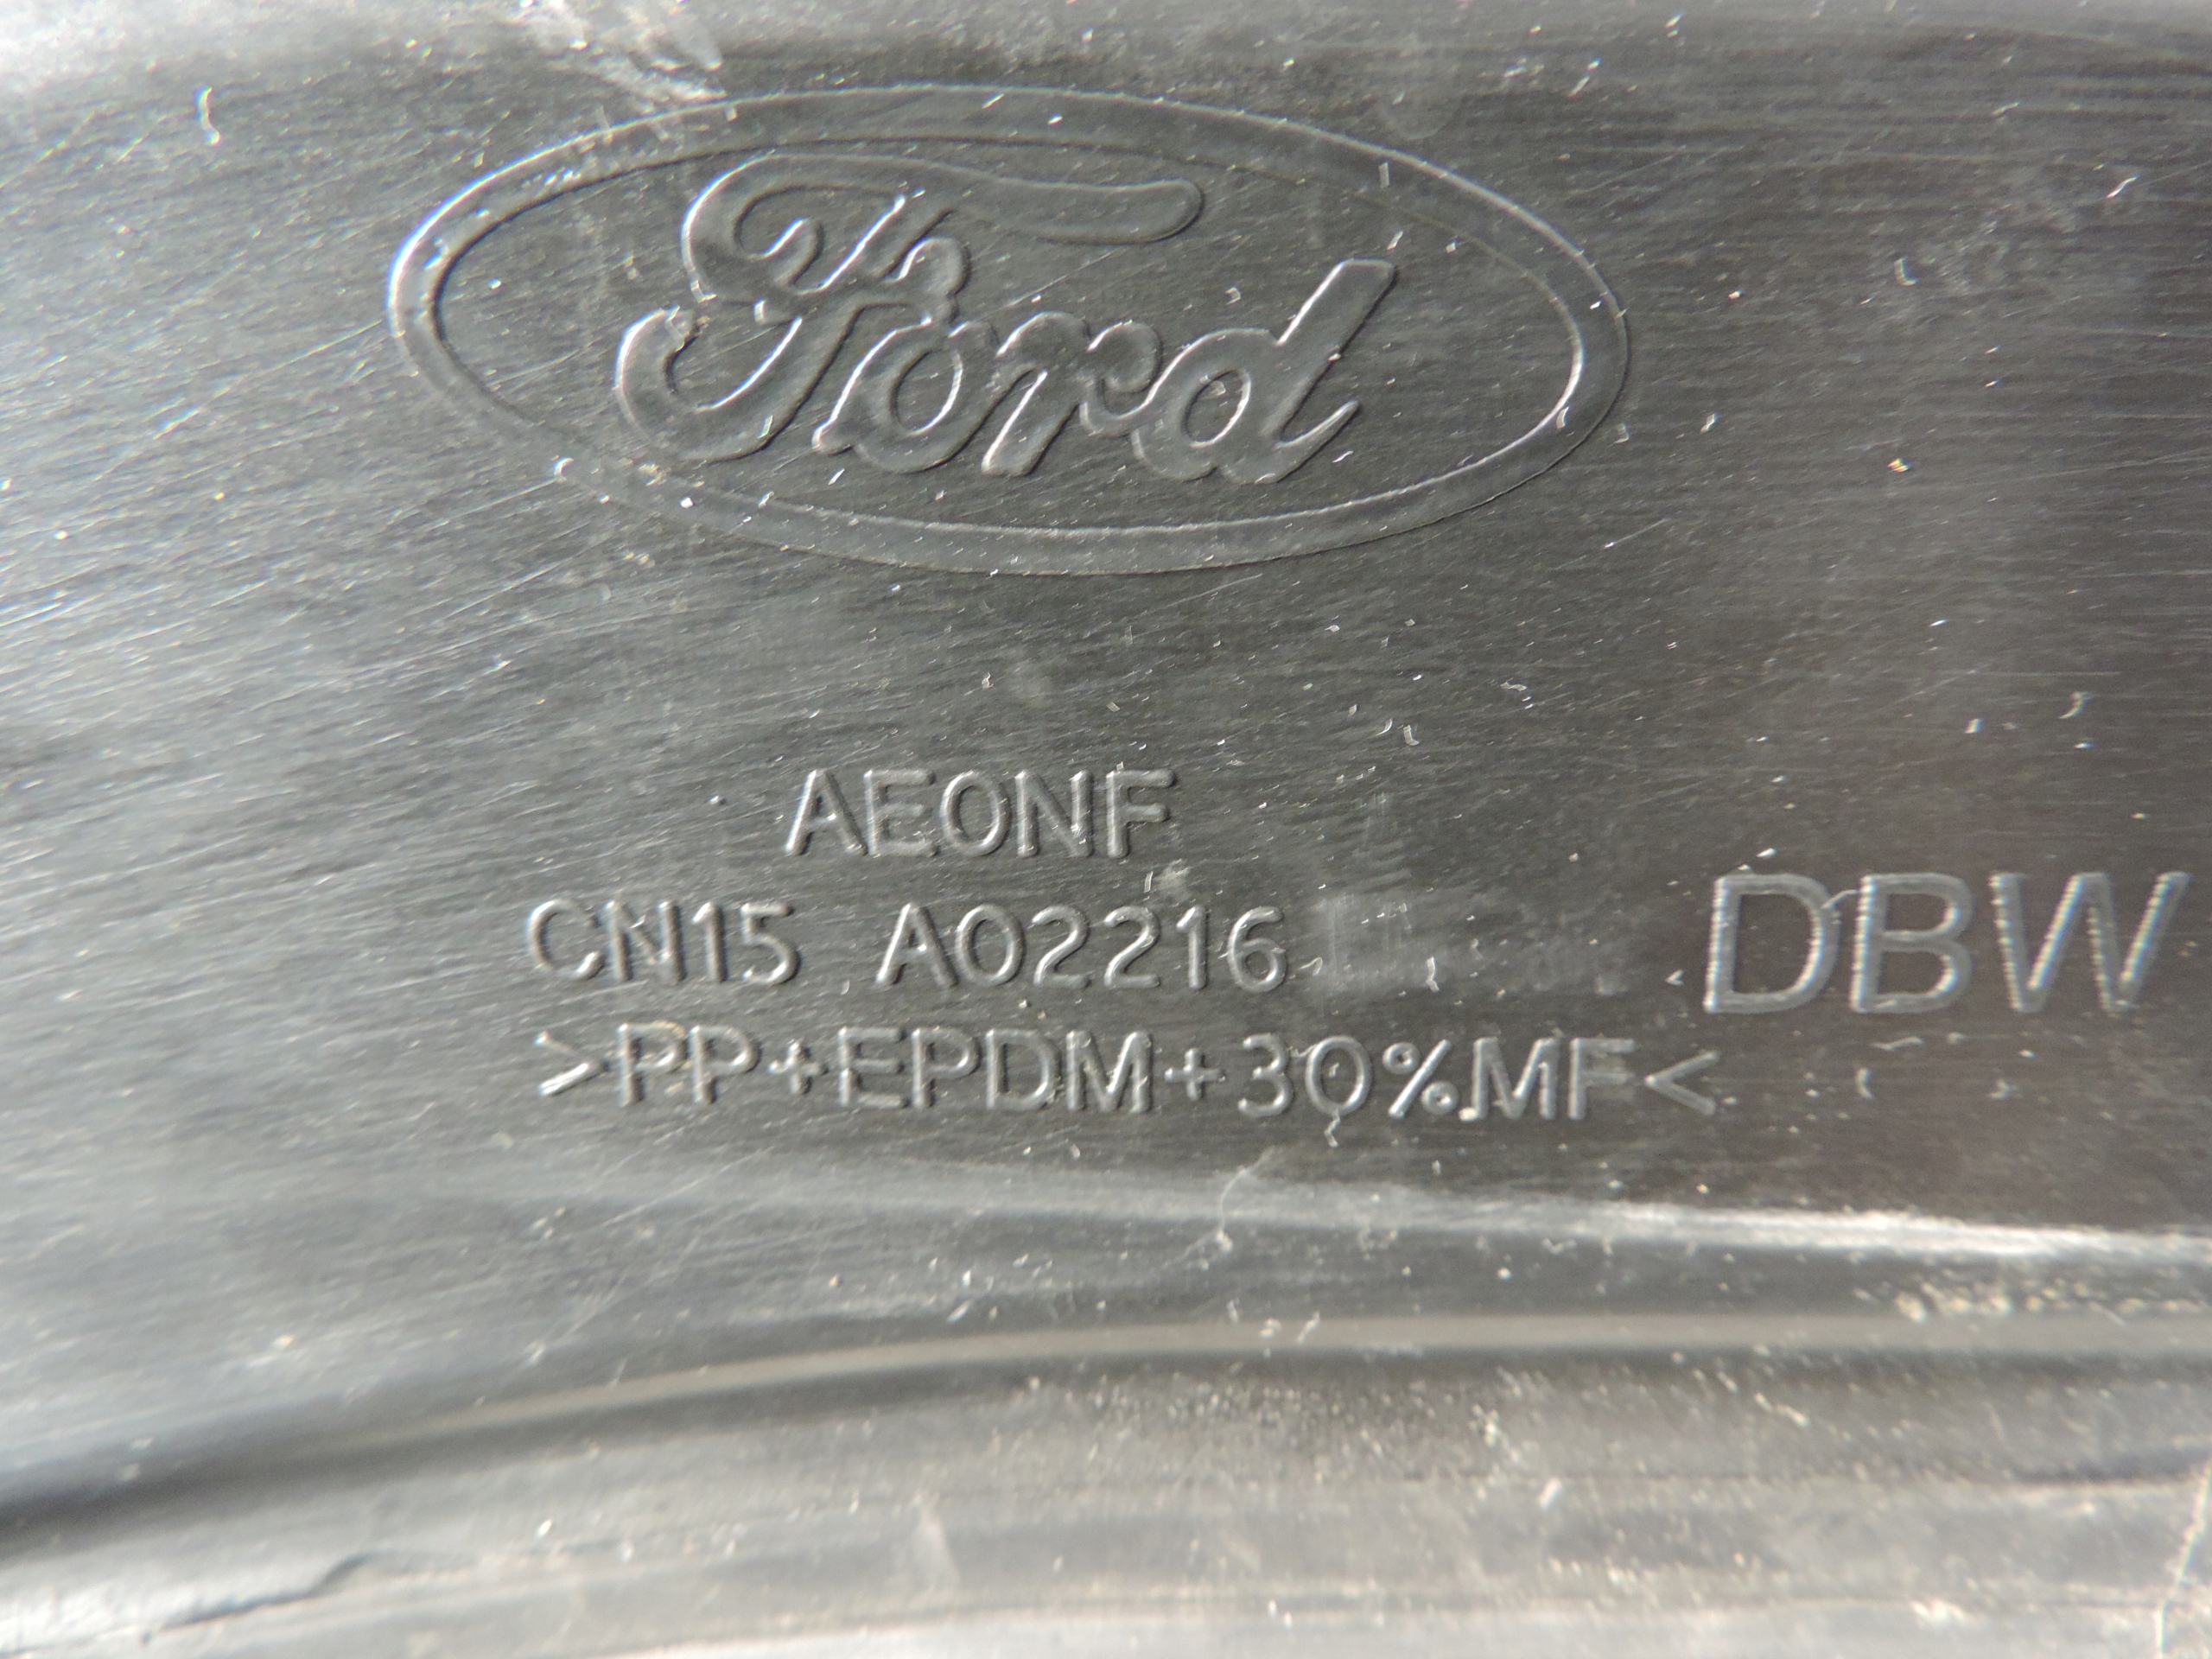 Ford
AE0NF
CN15 A02216
DBW
>PP+EPDM+30%MF<